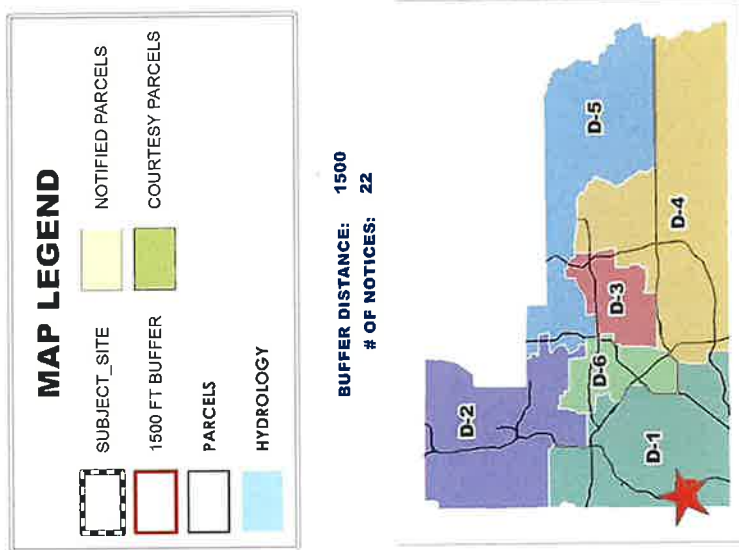 MAP LEGEND
SUBJECT_SITE
1500 FT BUFFER
PARCELS
HYDROLOGY
NOTIFIED PARCELS
COURTESY PARCELS
BUFFER DISTANCE: 1500
# OF NOTICES: 22
D-2
D-5
D-6
D-3
D-4
D-1